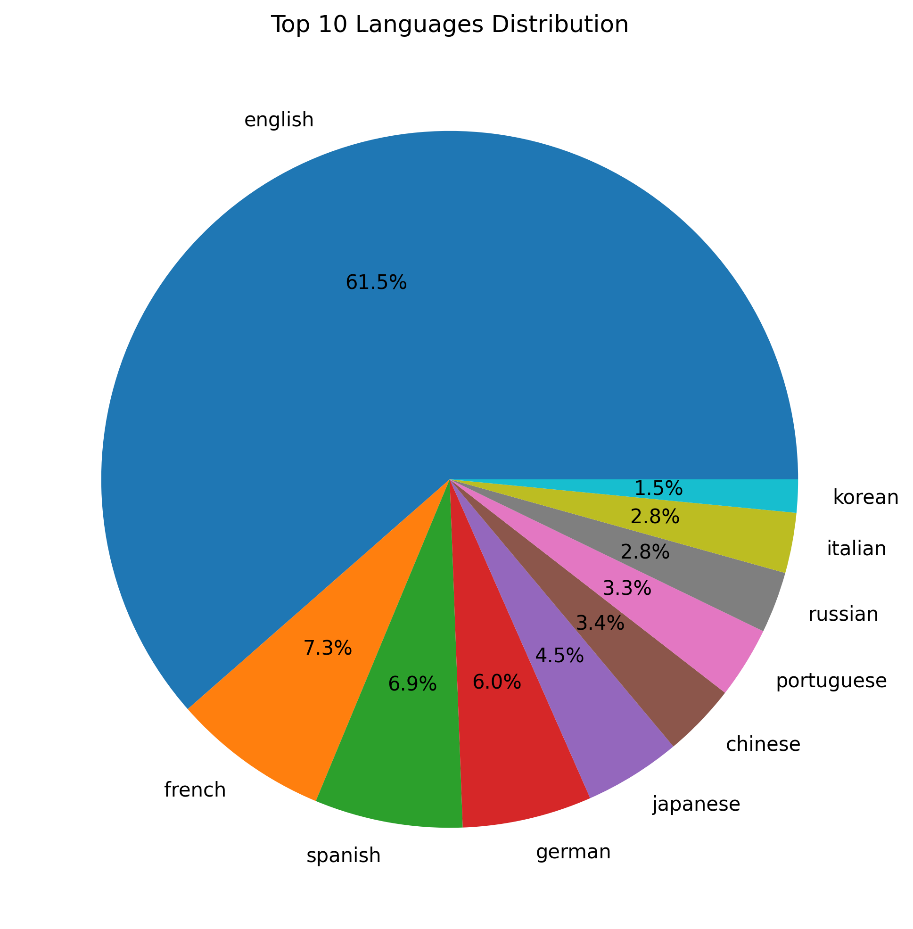 Top 10 Languages Distribution
english
61.5%
7.3%
french
6.9%
spanish
6.0%
german
4.5%
japanese
3.4%
chinese
3.3%
portuguese
2.8%
russian
2.8%
italian
1.5%
korean